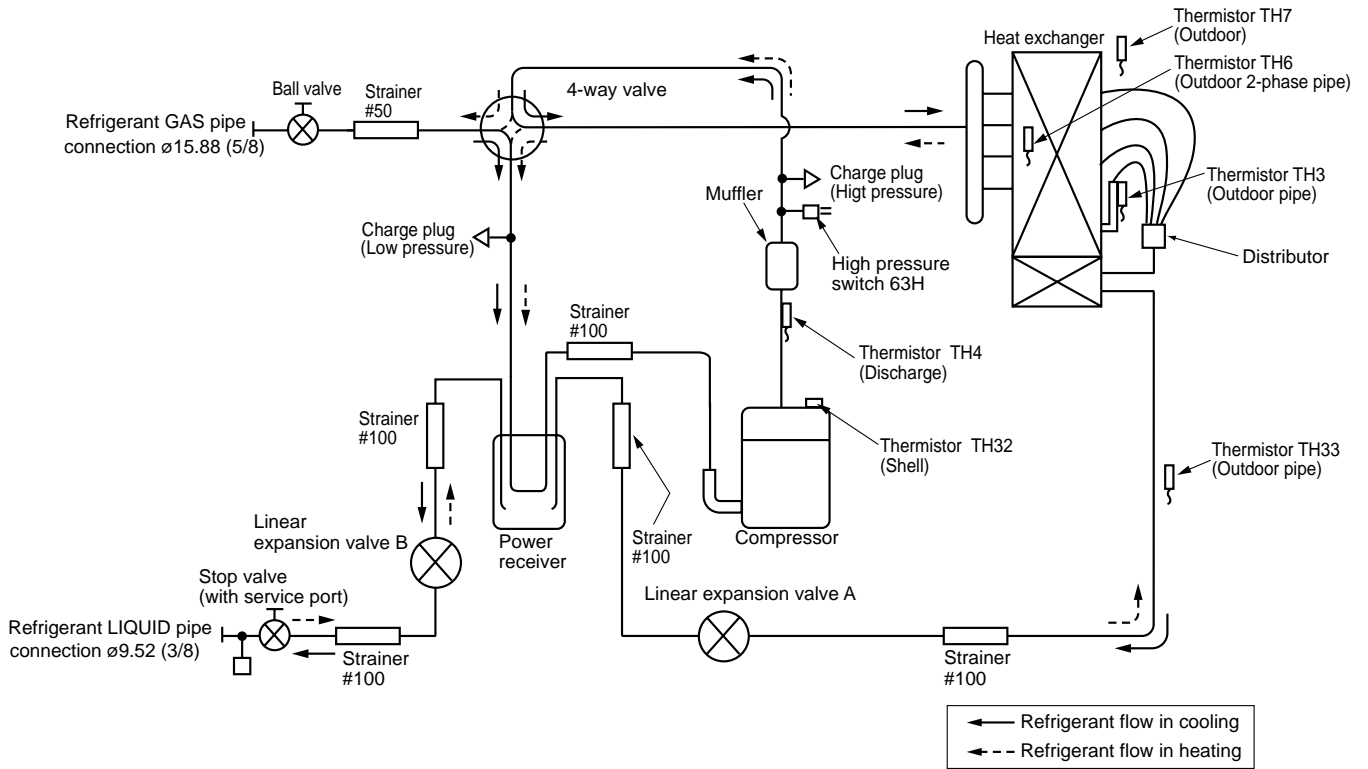 Thermistor TH7
(Outdoor)
Heat exchanger
Thermistor TH6
(Outdoor 2-phase pipe)
Ball valve
Strainer
#50
4-way valve
Refrigerant GAS pipe
connection ø15.88 (5/8)
Charge plug
(Higt pressure)
Thermistor TH3
(Outdoor pipe)
Muffler
Charge plug
(Low pressure)
High pressure
switch 63H
Distributor
Strainer
#100
Thermistor TH4
(Discharge)
Strainer
#100
Thermistor TH32
(Shell)
Thermistor TH33
(Outdoor pipe)
Linear
expansion valve B
Power
receiver
Strainer
#100
Compressor
Stop valve
(with service port)
Linear expansion valve A
Refrigerant LIQUID pipe
connection ø9.52 (3/8)
Strainer
#100
Strainer
#100
Refrigerant flow in cooling
Refrigerant flow in heating